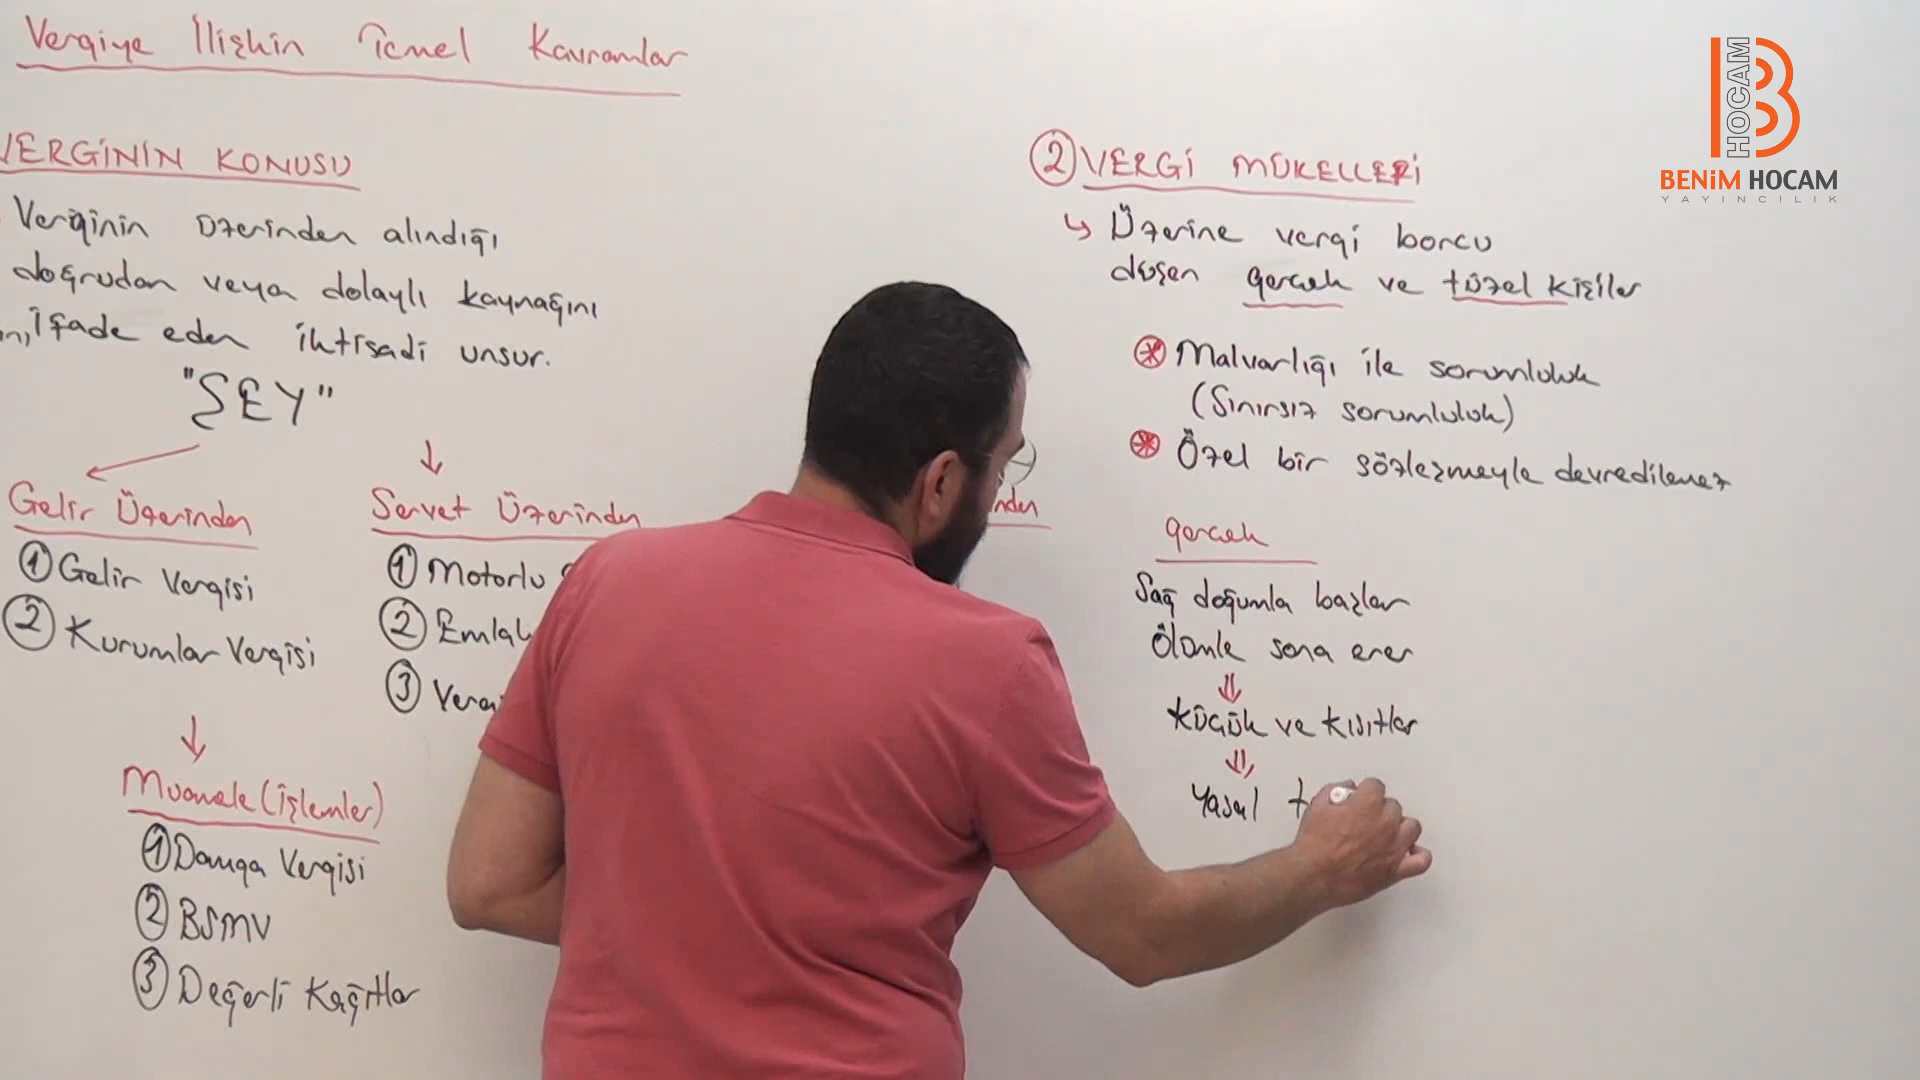 Vergiye İlişkin Temel Kavramlar
VERGİNİN KONUSU
Verginin üzerinden alındığı
doğrudan veya dolaylı kaynağını
ifade eden iktisadi unsur.
"ŞEY"
Gelir Üzerinden
① Gelir Vergisi
② Kurumlar Vergisi
Servet Üzerinden
① Motorlu
② Emlak
③
Muamele (İşlemler)
① Damga Vergisi
② BSMV
③ Değerli Kağıtlar
② VERGİ MÜKELLEFİ
Üzerine vergi borcu
düşen gerçek ve tüzel kişiler
Malvarlığı ile sorumluluk
(Sınırsız sorumluluk)
Özel bir sözleşmeyle devredilemez
gerçek
Sağ doğumla başlar
Ölümle sona erer
Küçük ve kısıtlar
Yasal
HOCAM
B
BENİM HOCAM
YAYINCILIK